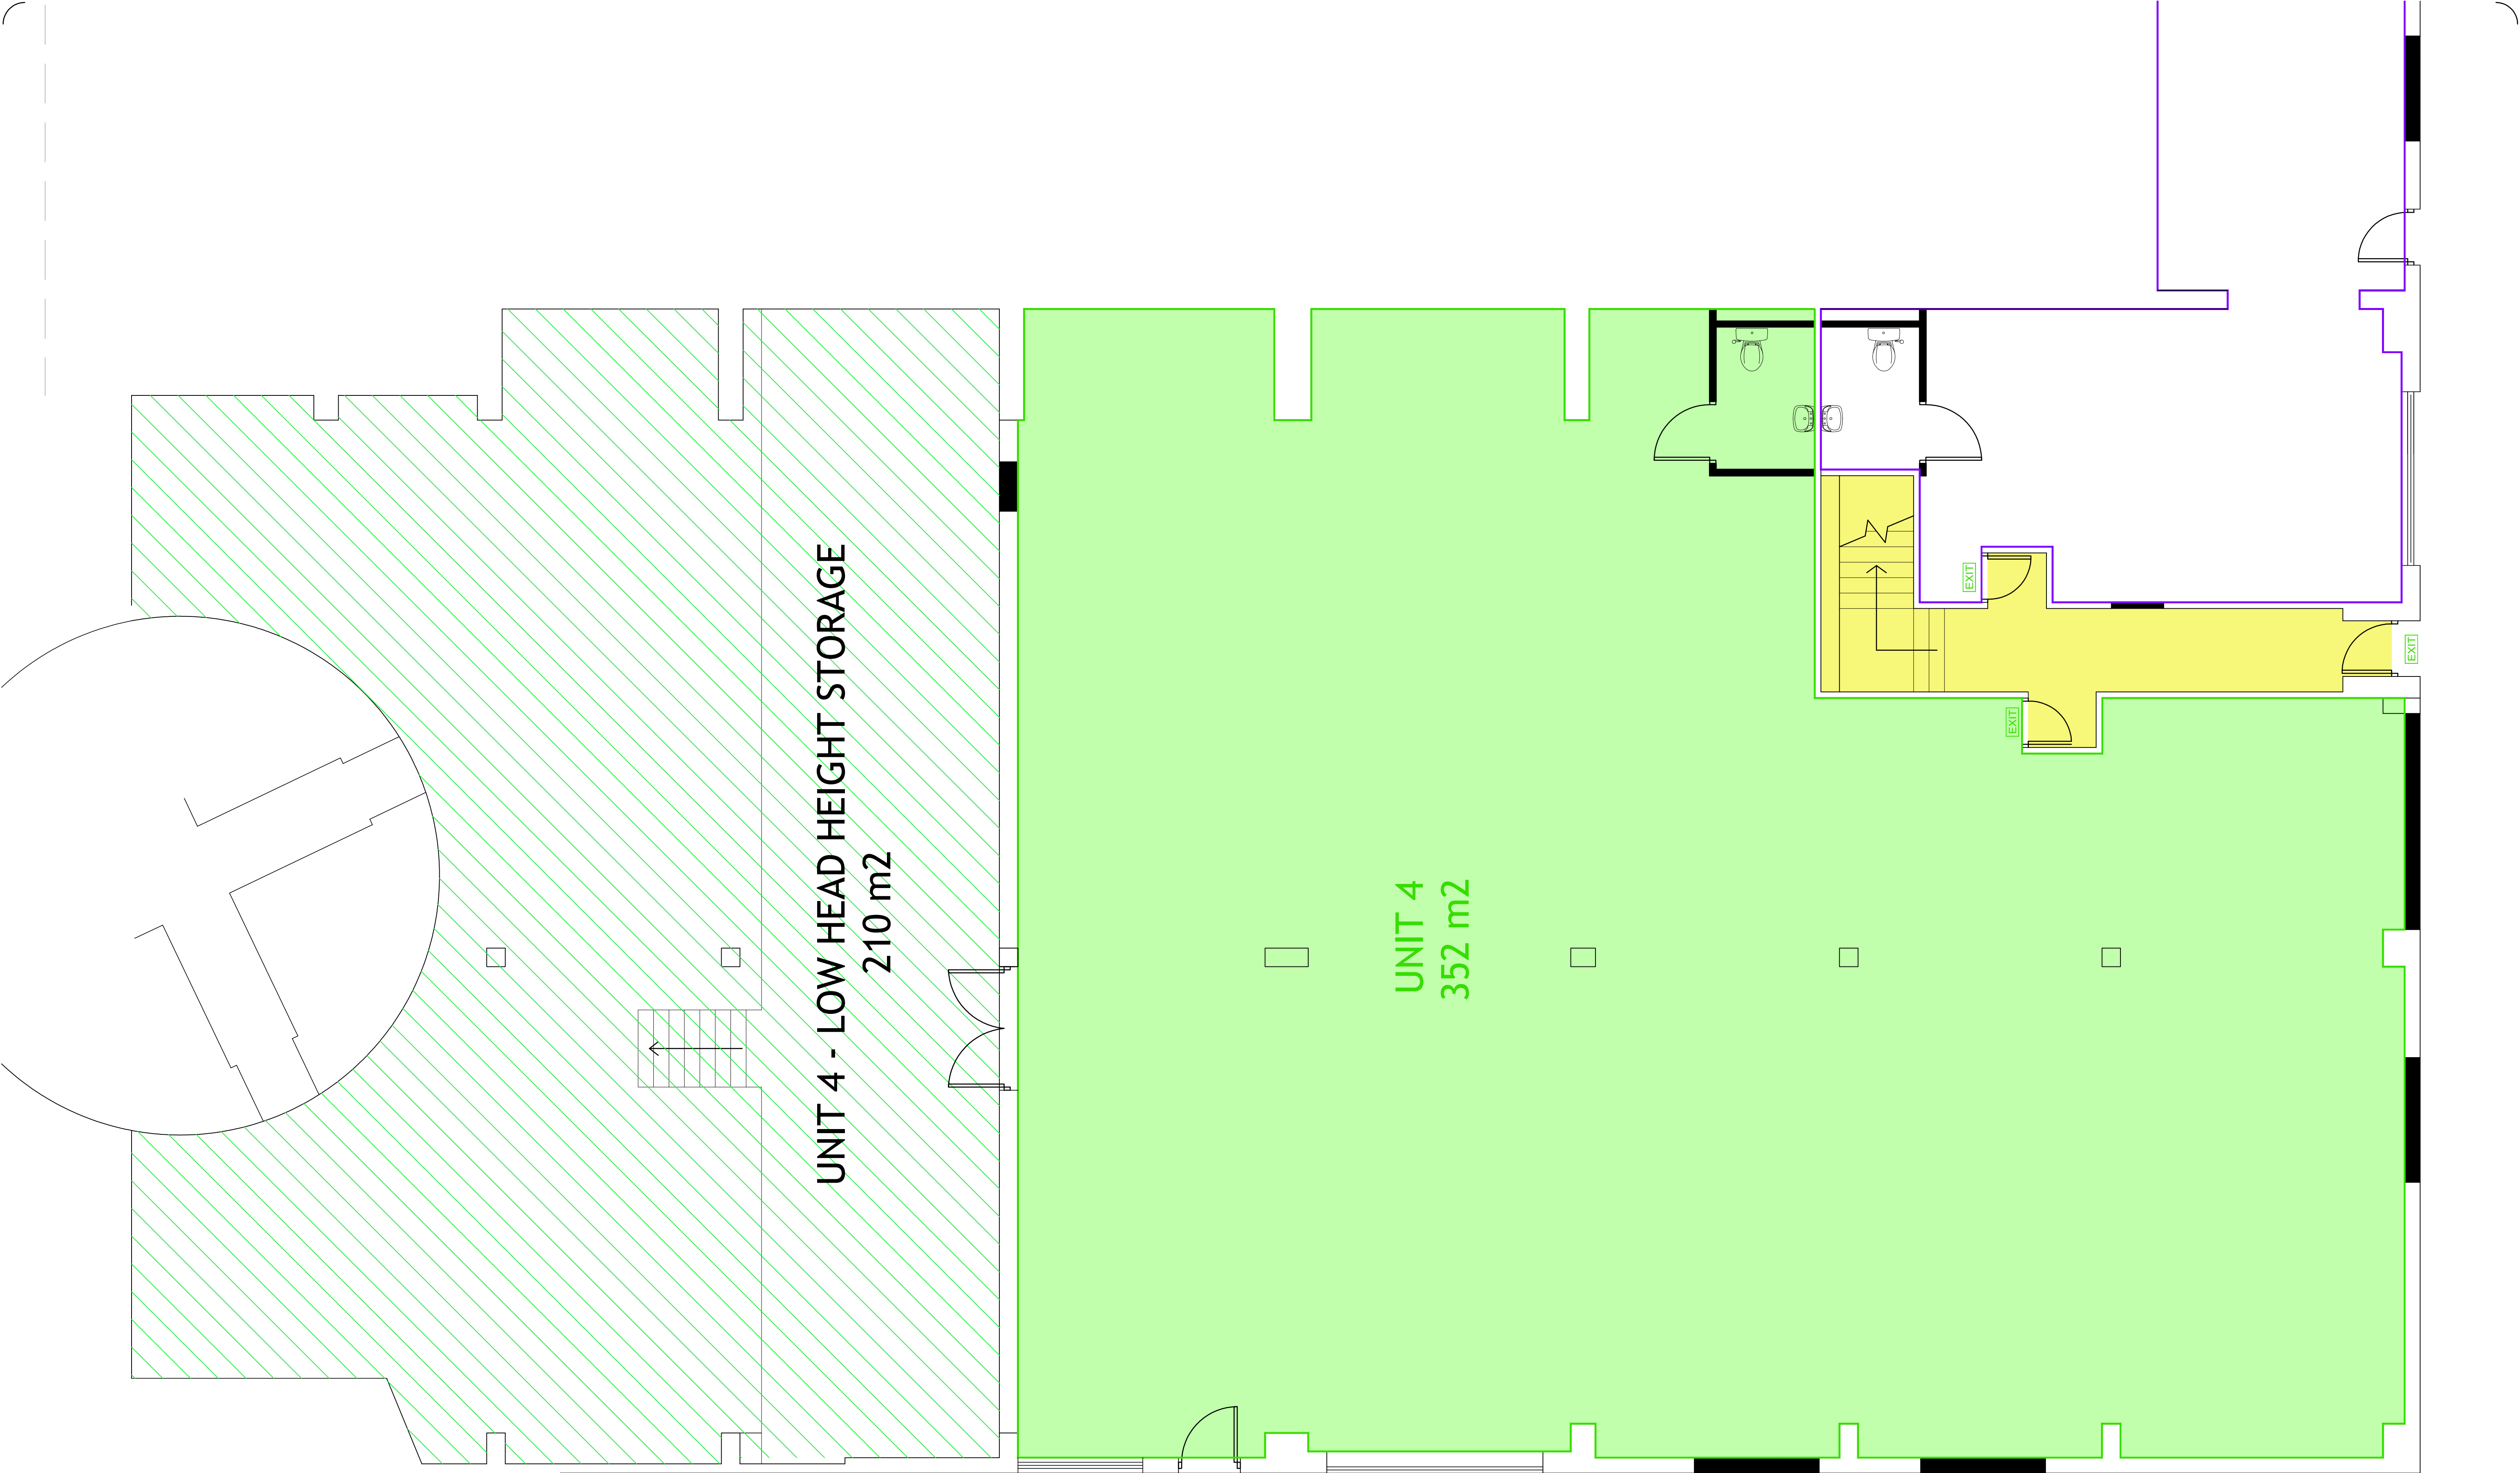 UNIT 4 - LOW HEAD HEIGHT STORAGE
210 m2
UNIT 4
352 m2
EXIT
EXIT
EXIT